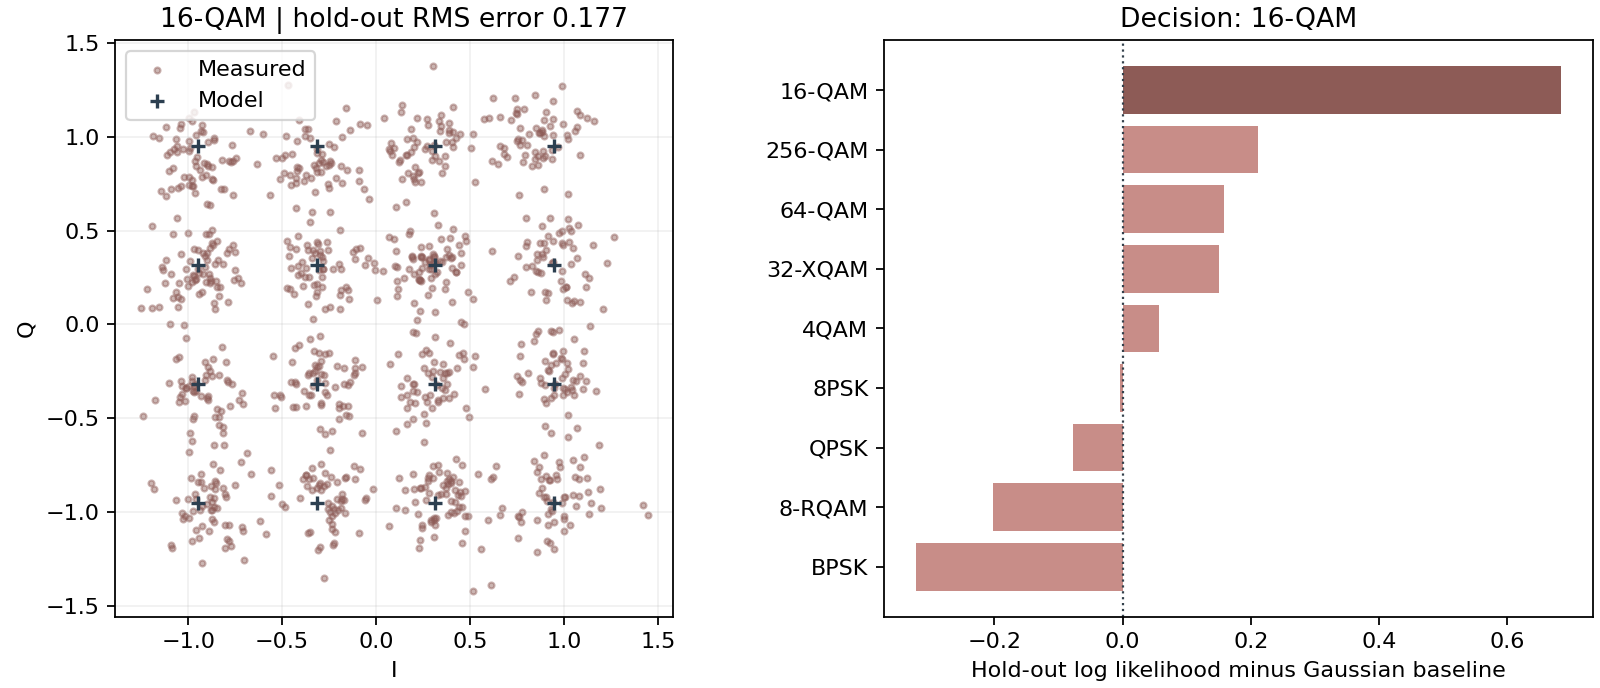 16-QAM | hold-out RMS error 0.177
Measured
Model
1.5
1.0
0.5
0.0
−0.5
−1.0
−1.5
Q
−1.0
−0.5
0.0
0.5
1.0
1.5
I
Decision: 16-QAM
16-QAM
256-QAM
64-QAM
32-XQAM
4QAM
8PSK
QPSK
8-RQAM
BPSK
−0.2
0.0
0.2
0.4
0.6
Hold-out log likelihood minus Gaussian baseline